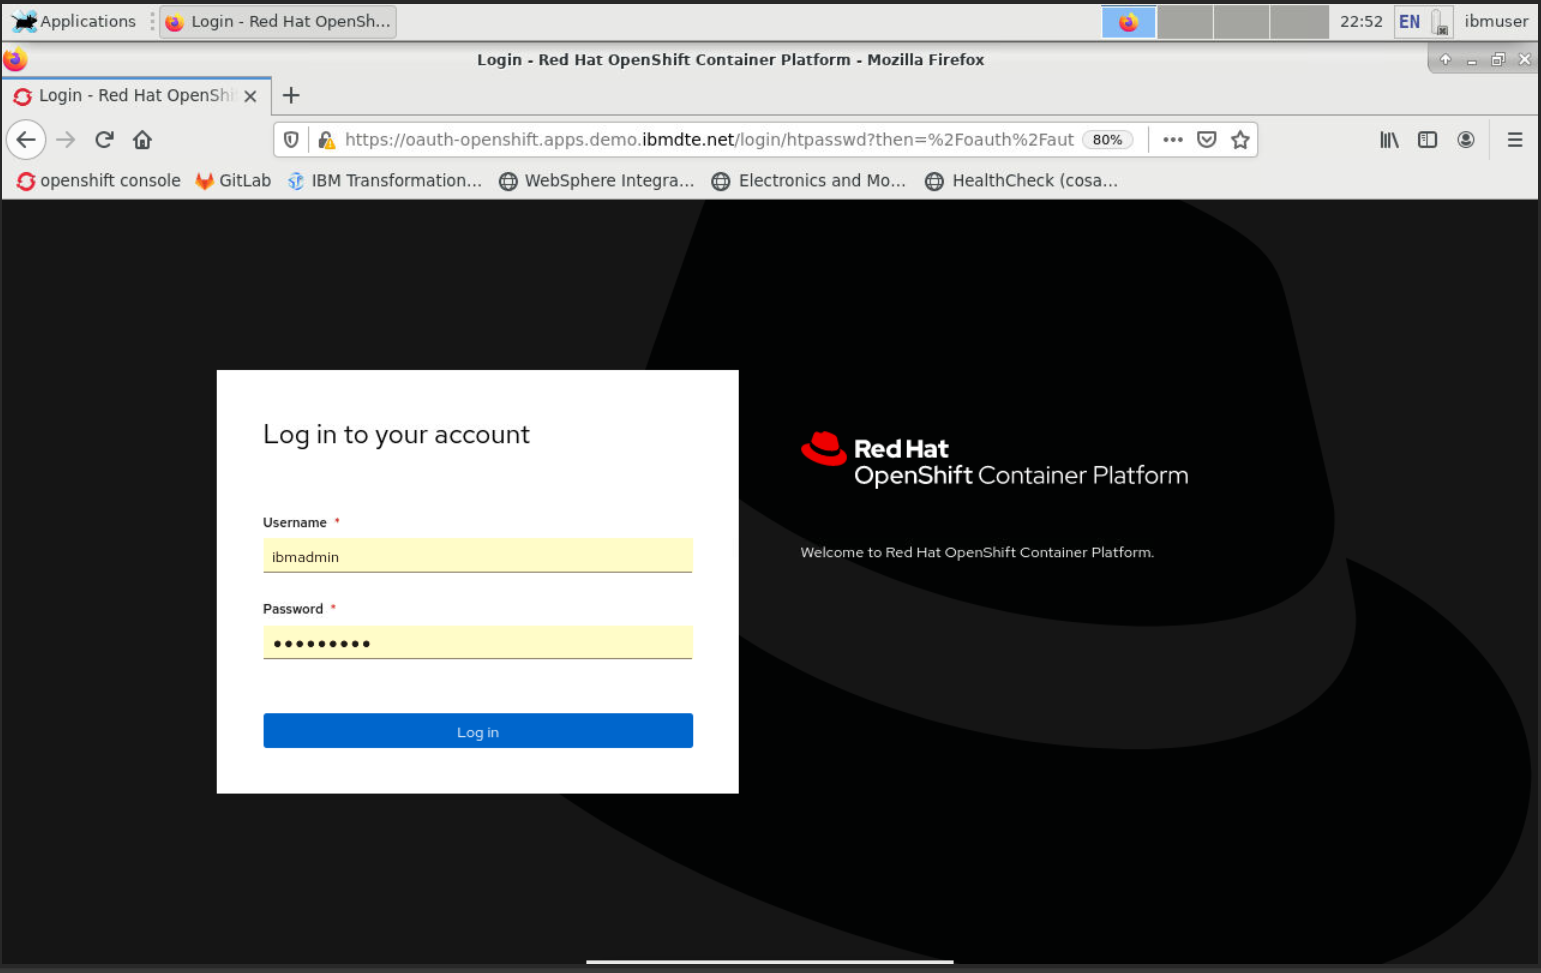 Applications
Login - Red Hat OpenSh...
22:52
EN
ibmuser
Login - Red Hat OpenShift Container Platform - Mozilla Firefox
Login - Red Hat OpenShi
https://oauth-openshift.apps.demo.ibmdte.net/login/htpasswd?then=%2Foauth%2Faut
80%
openshift console
GitLab
IBM Transformation...
WebSphere Integra...
Electronics and Mo...
HealthCheck (cosa...
Log in to your account
Username *
ibmadmin
Password *
Log in
Red Hat
OpenShift Container Platform
Welcome to Red Hat OpenShift Container Platform.